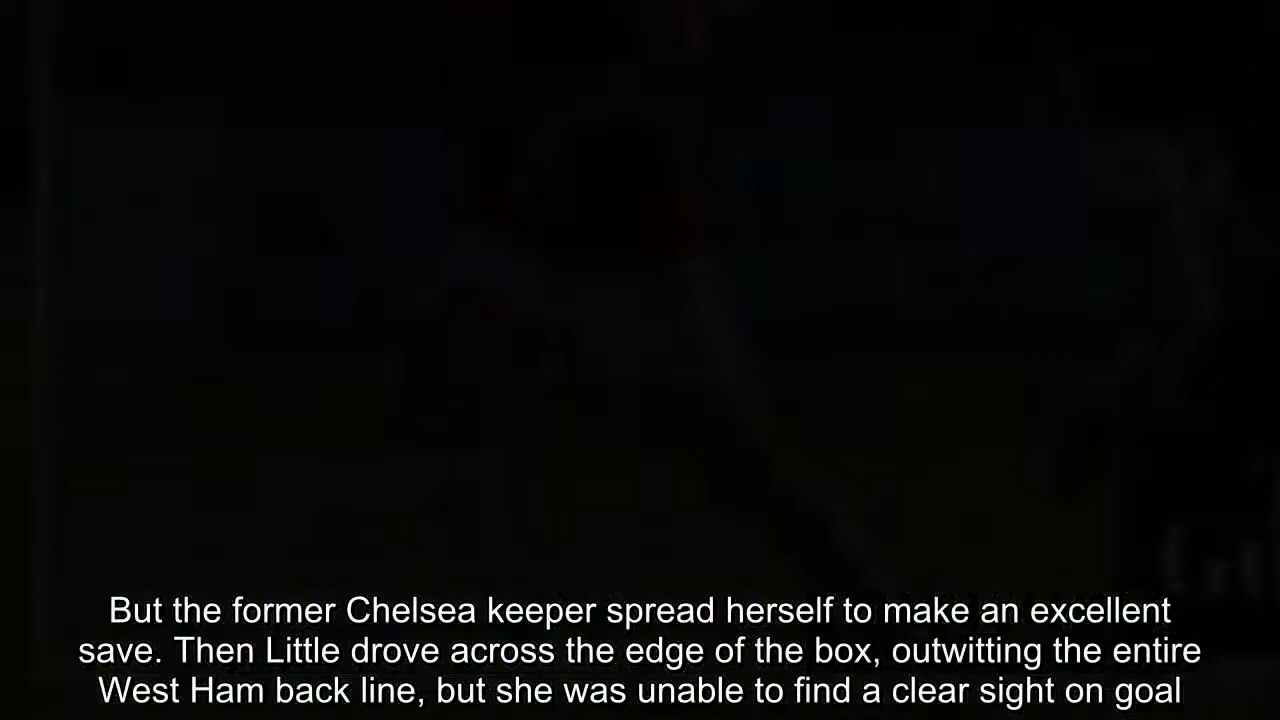 But the former Chelsea keeper spread herself to make an excellent
save. Then Little drove across the edge of the box, outwitting the entire
West Ham back line, but she was unable to find a clear sight on goal